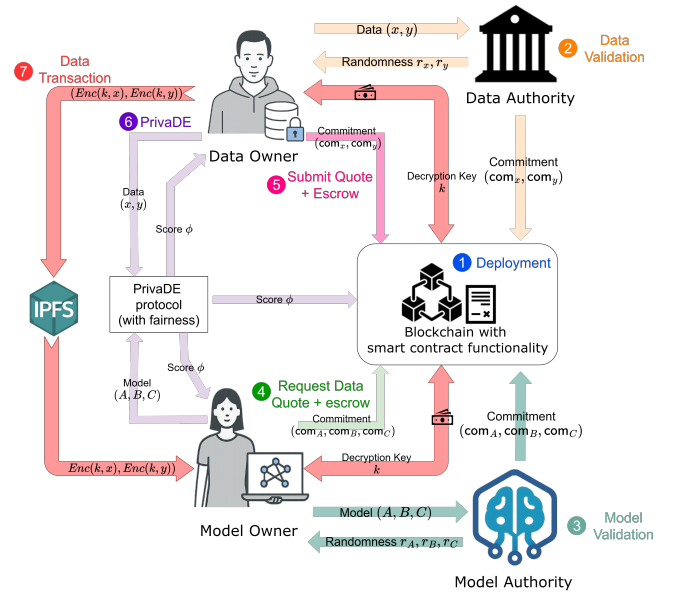 Data (x, y)
Randomness r_x, r_y
2 Data
Validation
Data Authority
7 Data
Transaction
(Enc(k, x), Enc(k, y))
6 PrivaDE
Data Owner
Commitment
(com_x, com_y)
5 Submit Quote
+ Escrow
Decryption Key
k
Commitment
(com_x, com_y)
Data
(x, y)
Score ϕ
1 Deployment
Blockchain with
smart contract functionality
IPFS
PrivaDE
protocol
(with fairness)
Score ϕ
Score ϕ
Model
(A, B, C)
4 Request Data
Quote + escrow
Commitment
(com_A, com_B, com_C)
Commitment
(com_A, com_B, com_C)
Enc(k, x), Enc(k, y))
Decryption Key
k
Model Owner
Model (A, B, C)
Randomness r_A, r_B, r_C
3 Model
Validation
Model Authority